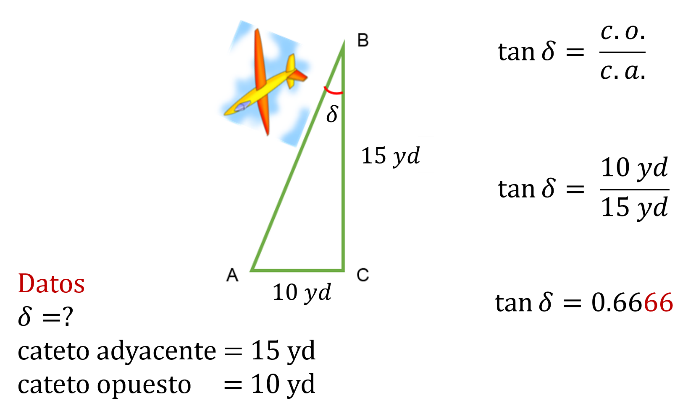 B
δ
15 yd
A
C
10 yd
Datos
δ =?
cateto adyacente = 15 yd
cateto opuesto = 10 yd
tan δ = c. o. / c. a.
tan δ = 10 yd / 15 yd
tan δ = 0.6666